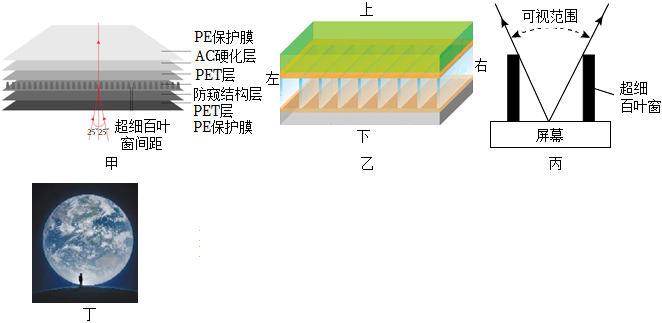 PE保护膜
AC硬化层
PET层
防窥结构层
PET层
PE保护膜
超细百叶
窗间距
25°25°
甲
上
左
右
下
乙
可视范围
超细
百叶窗
屏幕
丙
丁